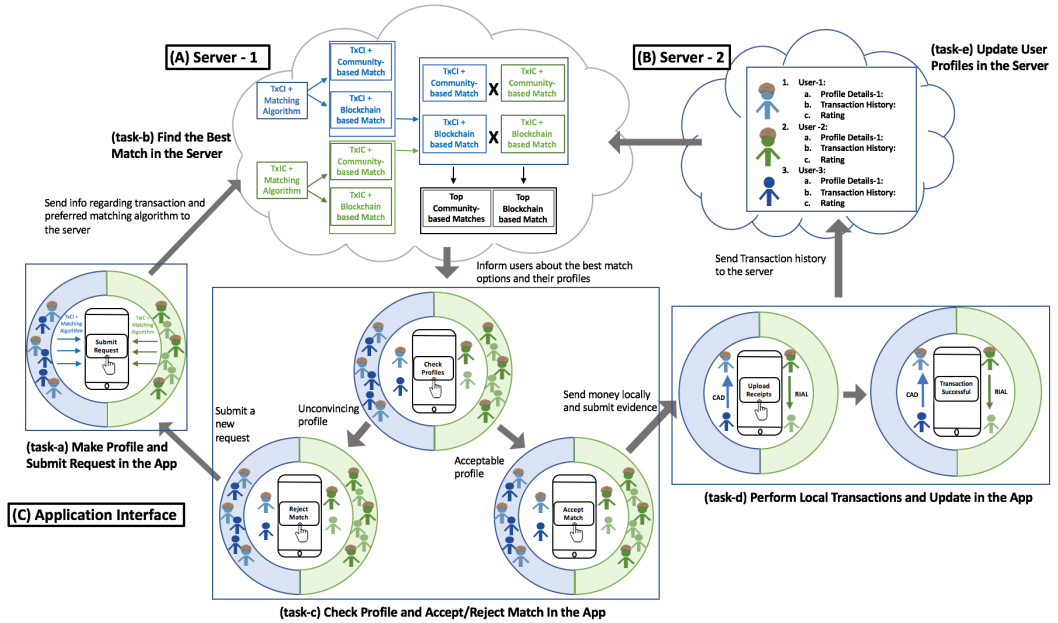 (A) Server - 1
TxCI +
Community-
based Match
TxCI +
Matching
Algorithm
TxCI +
Blockchain
based Match
TxIC +
Community-
based Match
TxIC +
Matching
Algorithm
TxIC +
Blockchain
based Match
TxCI +
Community-
based Match
X
TxIC +
Community-
based Match
TxCI +
Blockchain
based Match
X
TxIC +
Blockchain
based Match
Top
Community-
based Matches
Top
Blockchain
based Match
(B) Server - 2
(task-e) Update User
Profiles in the Server
1. User-1:
a. Profile Details-1:
b. Transaction History:
c. Rating
2. User -2:
a. Profile Details-1:
b. Transaction History:
c. Rating
3. User-3:
a. Profile Details-1:
b. Transaction History:
c. Rating
(task-b) Find the Best
Match in the Server
Send info regarding transaction and
preferred matching algorithm to
the server
Inform users about the best match
options and their profiles
Send Transaction history
to the server
TxCI +
Matching
Algorithm
TxIC +
Matching
Algorithm
Submit
Request
(task-a) Make Profile and
Submit Request in the App
Check
Profiles
Submit a
new
request
Unconvincing
profile
Acceptable
profile
Send money locally
and submit evidence
Reject
Match
Accept
Match
(task-c) Check Profile and Accept/Reject Match In the App
CAD
Upload
Receipts
RIAL
CAD
Transaction
Successful
RIAL
(task-d) Perform Local Transactions and Update in the App
(C) Application Interface